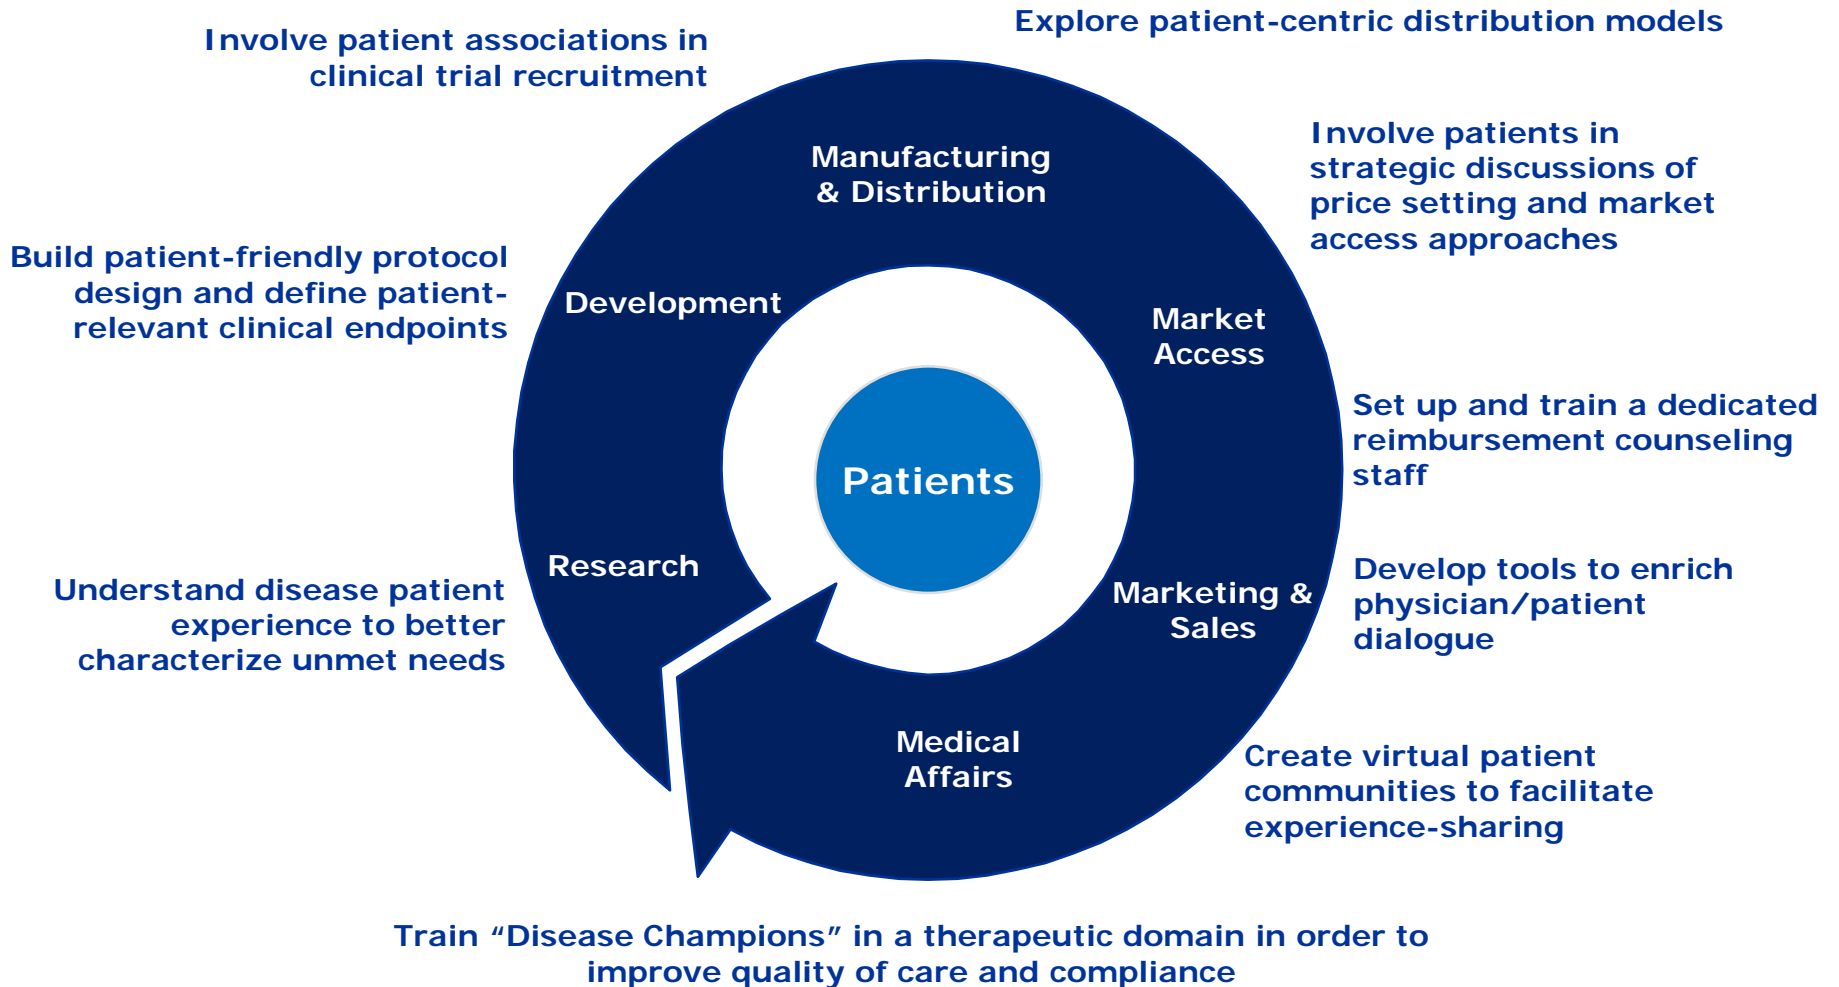 Explore patient-centric distribution models
Involve patient associations in
clinical trial recruitment
Involve patients in
strategic discussions of
price setting and market
access approaches
Manufacturing
& Distribution
Build patient-friendly protocol
design and define patient-
relevant clinical endpoints
Development
Market
Access
Set up and train a dedicated
reimbursement counseling
staff
Patients
Research
Understand disease patient
experience to better
characterize unmet needs
Marketing &
Sales
Develop tools to enrich
physician/patient
dialogue
Medical
Affairs
Create virtual patient
communities to facilitate
experience-sharing
Train “Disease Champions” in a therapeutic domain in order to
improve quality of care and compliance